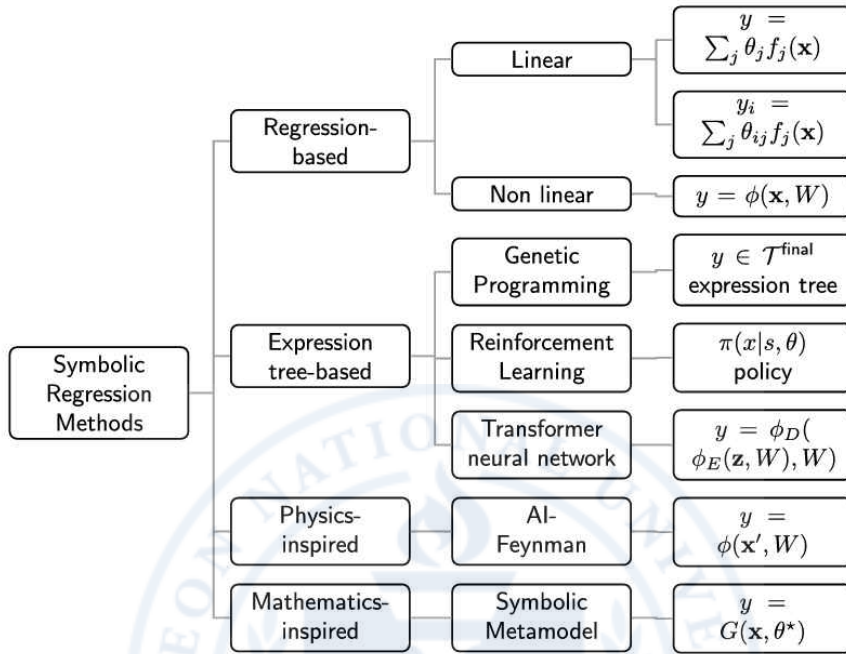 Symbolic
Regression
Methods
Regression-
based
Linear
y =
∑_j θ_j f_j(𝐱)
y_i =
∑_j θ_{ij} f_j(𝐱)
Non linear
y = ϕ(𝐱, W)
Expression
tree-based
Genetic
Programming
y ∈ 𝒯^{final}
expression tree
Reinforcement
Learning
π(x|s, θ)
policy
Transformer
neural network
y = ϕ_D(
ϕ_E(𝐳, W), W)
Physics-
inspired
AI-
Feynman
y =
ϕ(𝐱′, W)
Mathematics-
inspired
Symbolic
Metamodel
y =
G(𝐱, θ⋆)